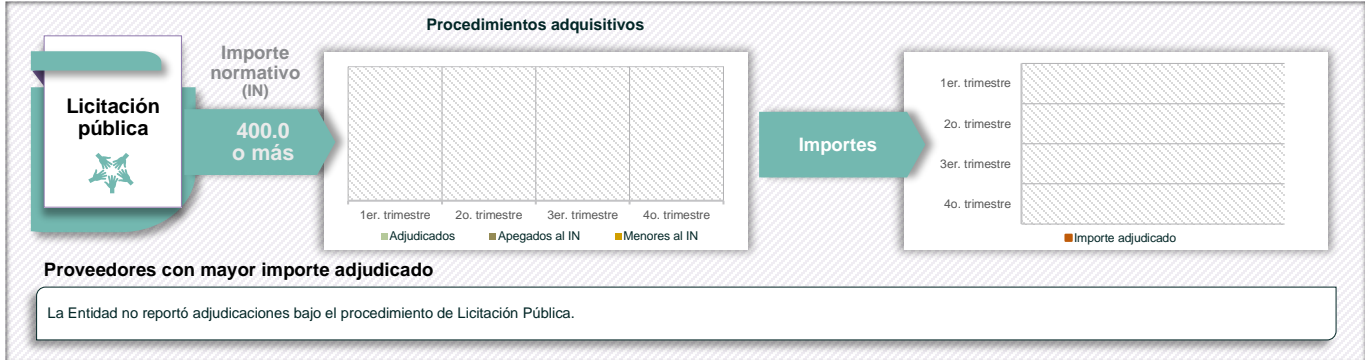 Procedimientos adquisitivos
Licitación
pública
Importe
normativo
(IN)
400.0
o más
1er. trimestre
2o. trimestre
3er. trimestre
4o. trimestre
Adjudicados
Apegados al IN
Menores al IN
Importes
1er. trimestre
2o. trimestre
3er. trimestre
4o. trimestre
Importe adjudicado
Proveedores con mayor importe adjudicado
La Entidad no reportó adjudicaciones bajo el procedimiento de Licitación Pública.